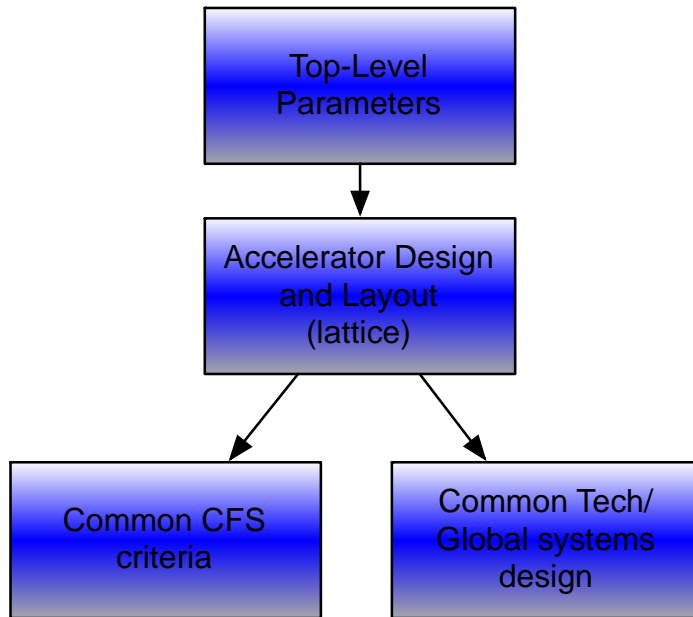 Top-Level
Parameters
Accelerator Design
and Layout
(lattice)
Common CFS
criteria
Common Tech/
Global systems
design